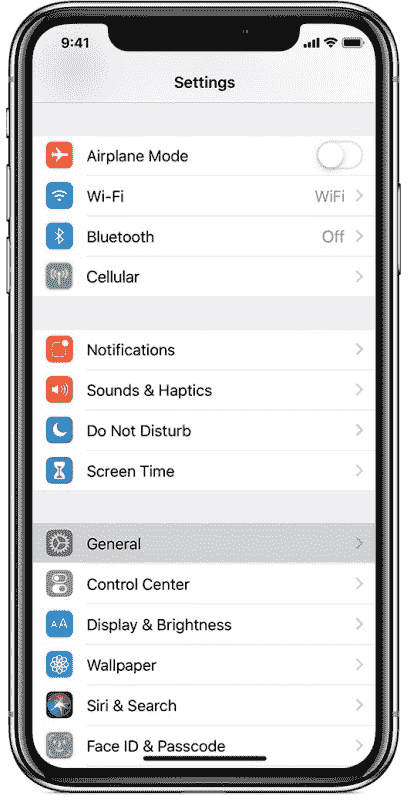 9:41
Settings
Airplane Mode
Wi-Fi WiFi
Bluetooth Off
Cellular
Notifications
Sounds & Haptics
Do Not Disturb
Screen Time
General
Control Center
AA Display & Brightness
Wallpaper
Siri & Search
Face ID & Passcode